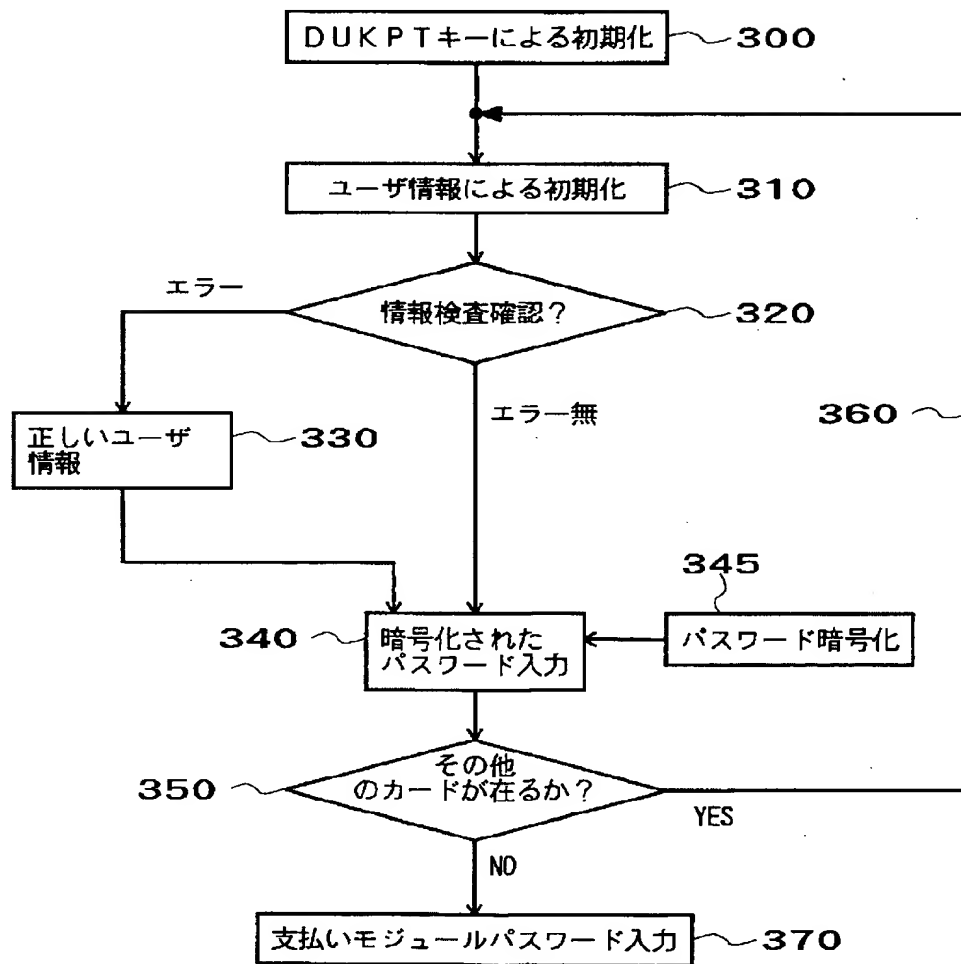 DUKPTキーによる初期化
300
ユーザ情報による初期化
310
エラー
情報検査確認?
320
エラー無
360
正しいユーザ
情報
330
345
340
暗号化された
パスワード入力
パスワード暗号化
350
その他
のカードが在るか?
YES
NO
支払いモジュールパスワード入力
370